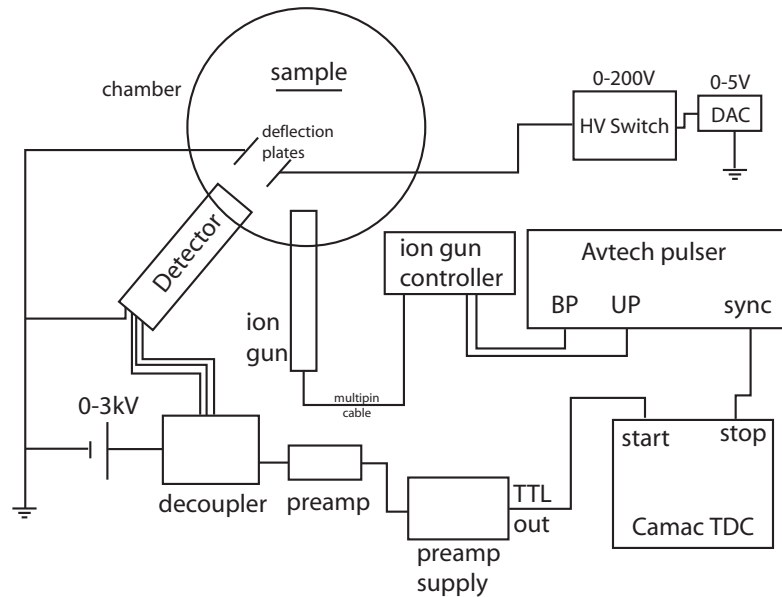 sample
chamber
0-200V
0-5V
HV Switch
DAC
deflection
plates
Detector
ion gun
controller
Avtech pulser
BP
UP
sync
ion
gun
multipin
cable
0-3kV
start
stop
decoupler
preamp
TTL
out
Camac TDC
preamp
supply